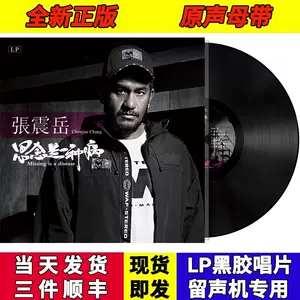 全新正版
原声母带
LP
張震岳
Chenyue Chang
思念是一种病
Missing is a disease
WAP-STERED
当天发货
三件顺丰
现货
即发
LP黑胶唱片
留声机专用